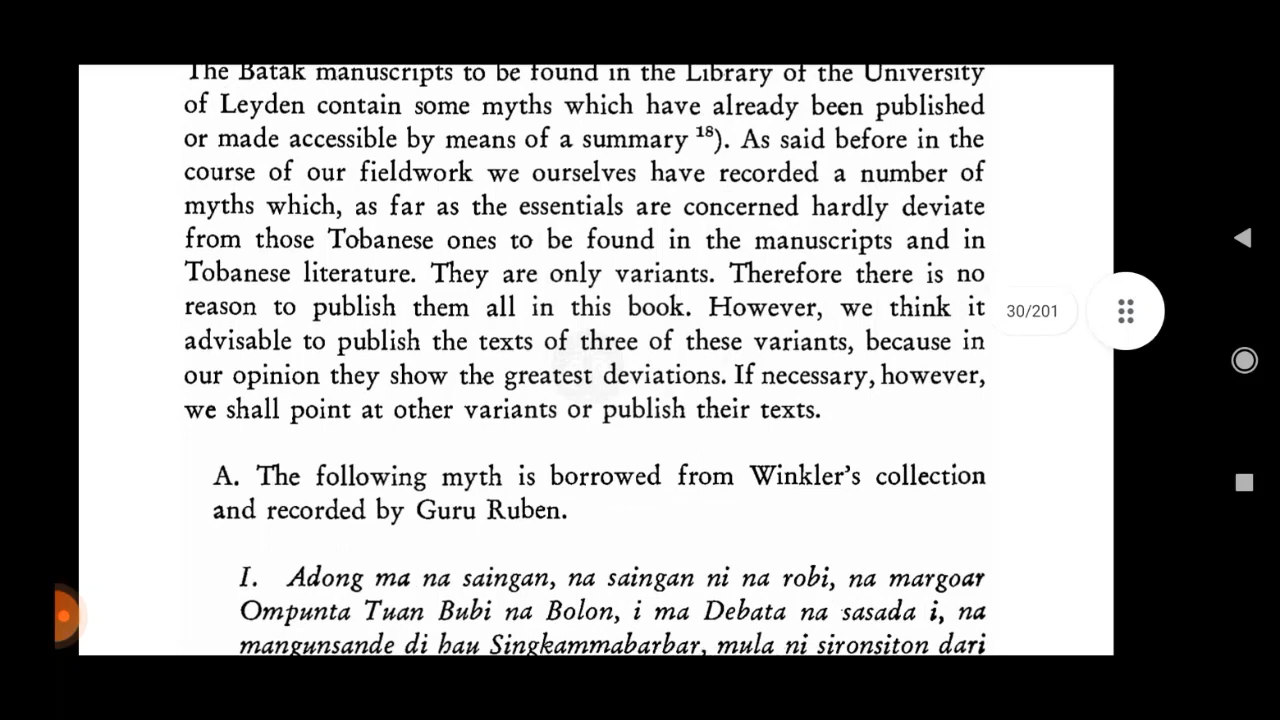 The Batak manuscripts to be found in the Library of the University
of Leyden contain some myths which have already been published
or made accessible by means of a summary ¹⁸). As said before in the
course of our fieldwork we ourselves have recorded a number of
myths which, as far as the essentials are concerned hardly deviate
from those Tobanese ones to be found in the manuscripts and in
Tobanese literature. They are only variants. Therefore there is no
reason to publish them all in this book. However, we think it
advisable to publish the texts of three of these variants, because in
our opinion they show the greatest deviations. If necessary, however,
we shall point at other variants or publish their texts.
30/201
A. The following myth is borrowed from Winkler's collection
and recorded by Guru Ruben.
I. Adong ma na saingan, na saingan ni na robi, na margoar
Ompunta Tuan Bubi na Bolon, i ma Debata na sasada i, na
mangunsande di hau Singkammabarbar, mula ni sironsiton dari